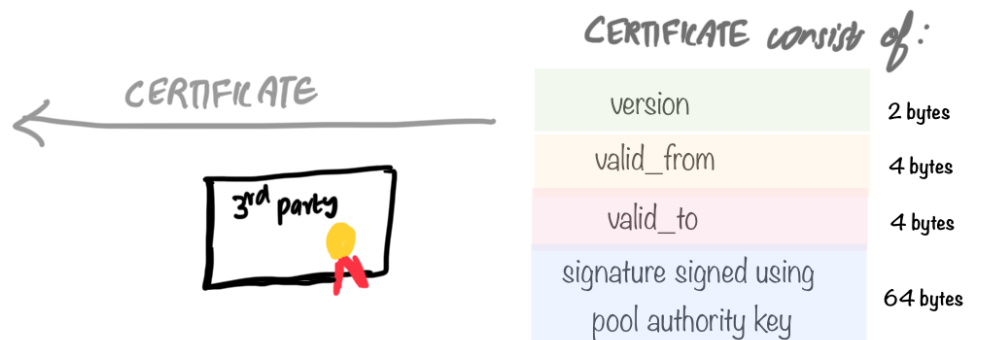 CERTIFICATE consists of:
CERTIFICATE
3rd party
version
2 bytes
valid_from
4 bytes
valid_to
4 bytes
signature signed using
pool authority key
64 bytes